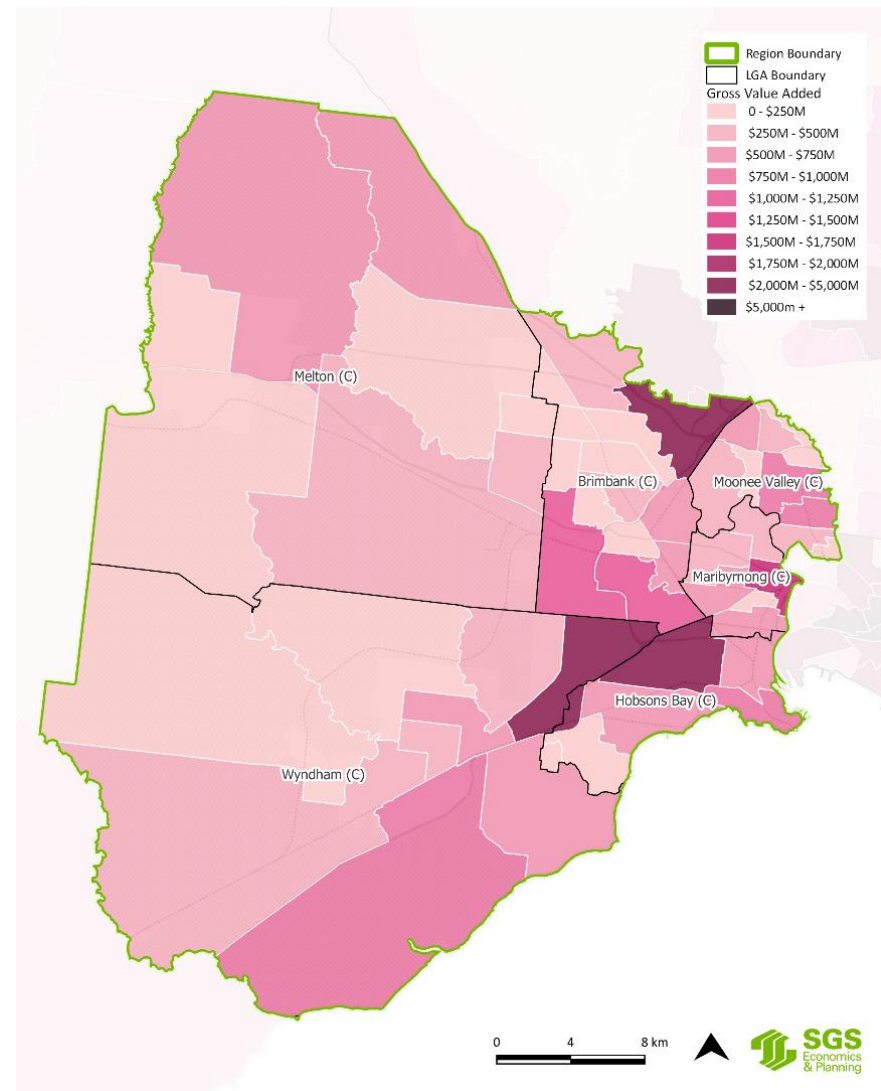 Region Boundary
LGA Boundary
Gross Value Added
0 - $250M
$250M - $500M
$500M - $750M
$750M - $1,000M
$1,000M - $1,250M
$1,250M - $1,500M
$1,500M - $1,750M
$1,750M - $2,000M
$2,000M - $5,000M
$5,000m +
Melton (C)
Brimbank (C)
Moonee Valley (C)
Maribyrnong (C)
Hobsons Bay (C)
Wyndham (C)
0 4 8 km
SGS
Economics
& Planning